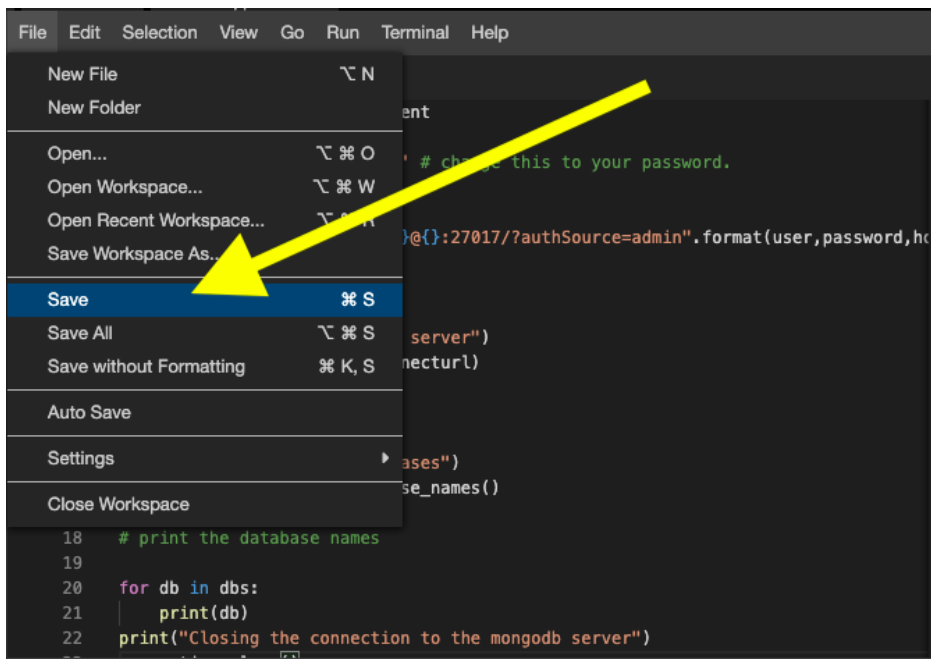 File Edit Selection View Go Run Terminal Help
New File ⌥ N
New Folder
ent
Open... ⌥ ⌘ O
' # change this to your password.
Open Workspace... ⌥ ⌘ W
Open Recent Workspace...
}@{}:27017/?authSource=admin".format(user,password,ho
Save Workspace As...
Save ⌘ S
Save All ⌥ ⌘ S
server")
Save without Formatting ⌘ K, S
necturl)
Auto Save
Settings
ases")
se_names()
Close Workspace
18 # print the database names
19
20 for db in dbs:
21 print(db)
22 print("Closing the connection to the mongodb server")